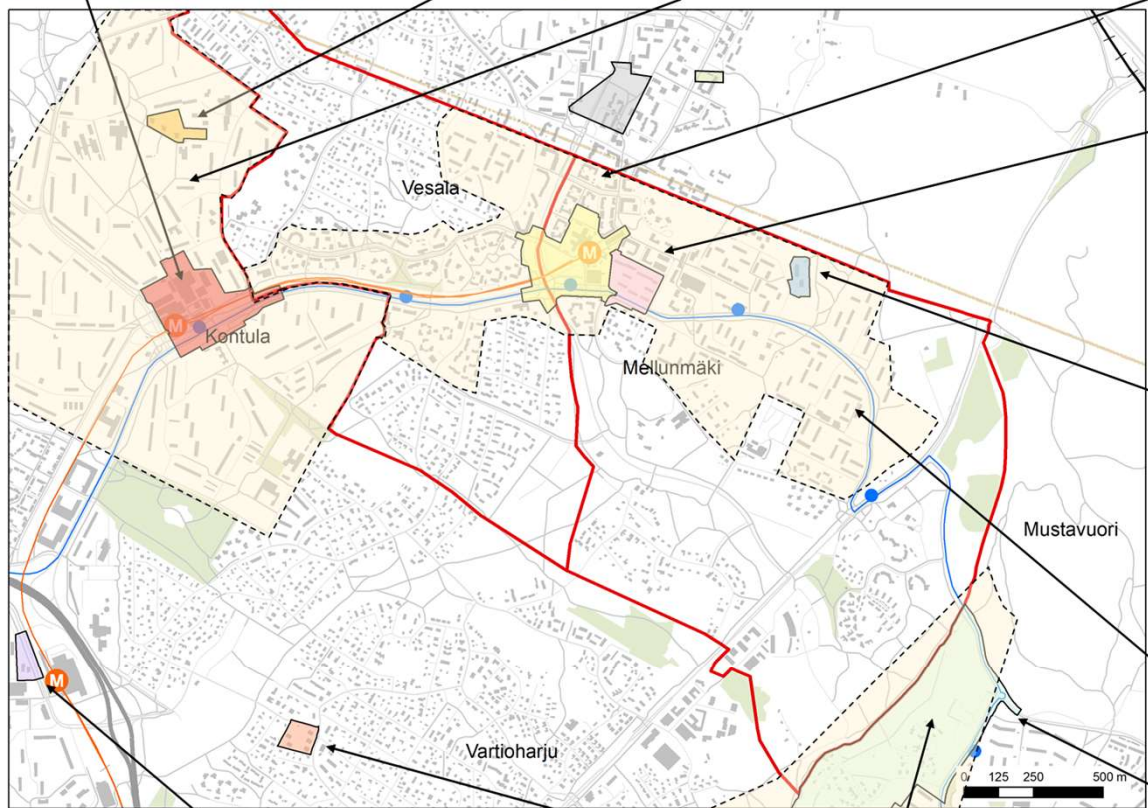 Vesala
M
M
Kontula
Mellunmäki
Mustavuori
M
Vartioharju
0 125 250 500 m